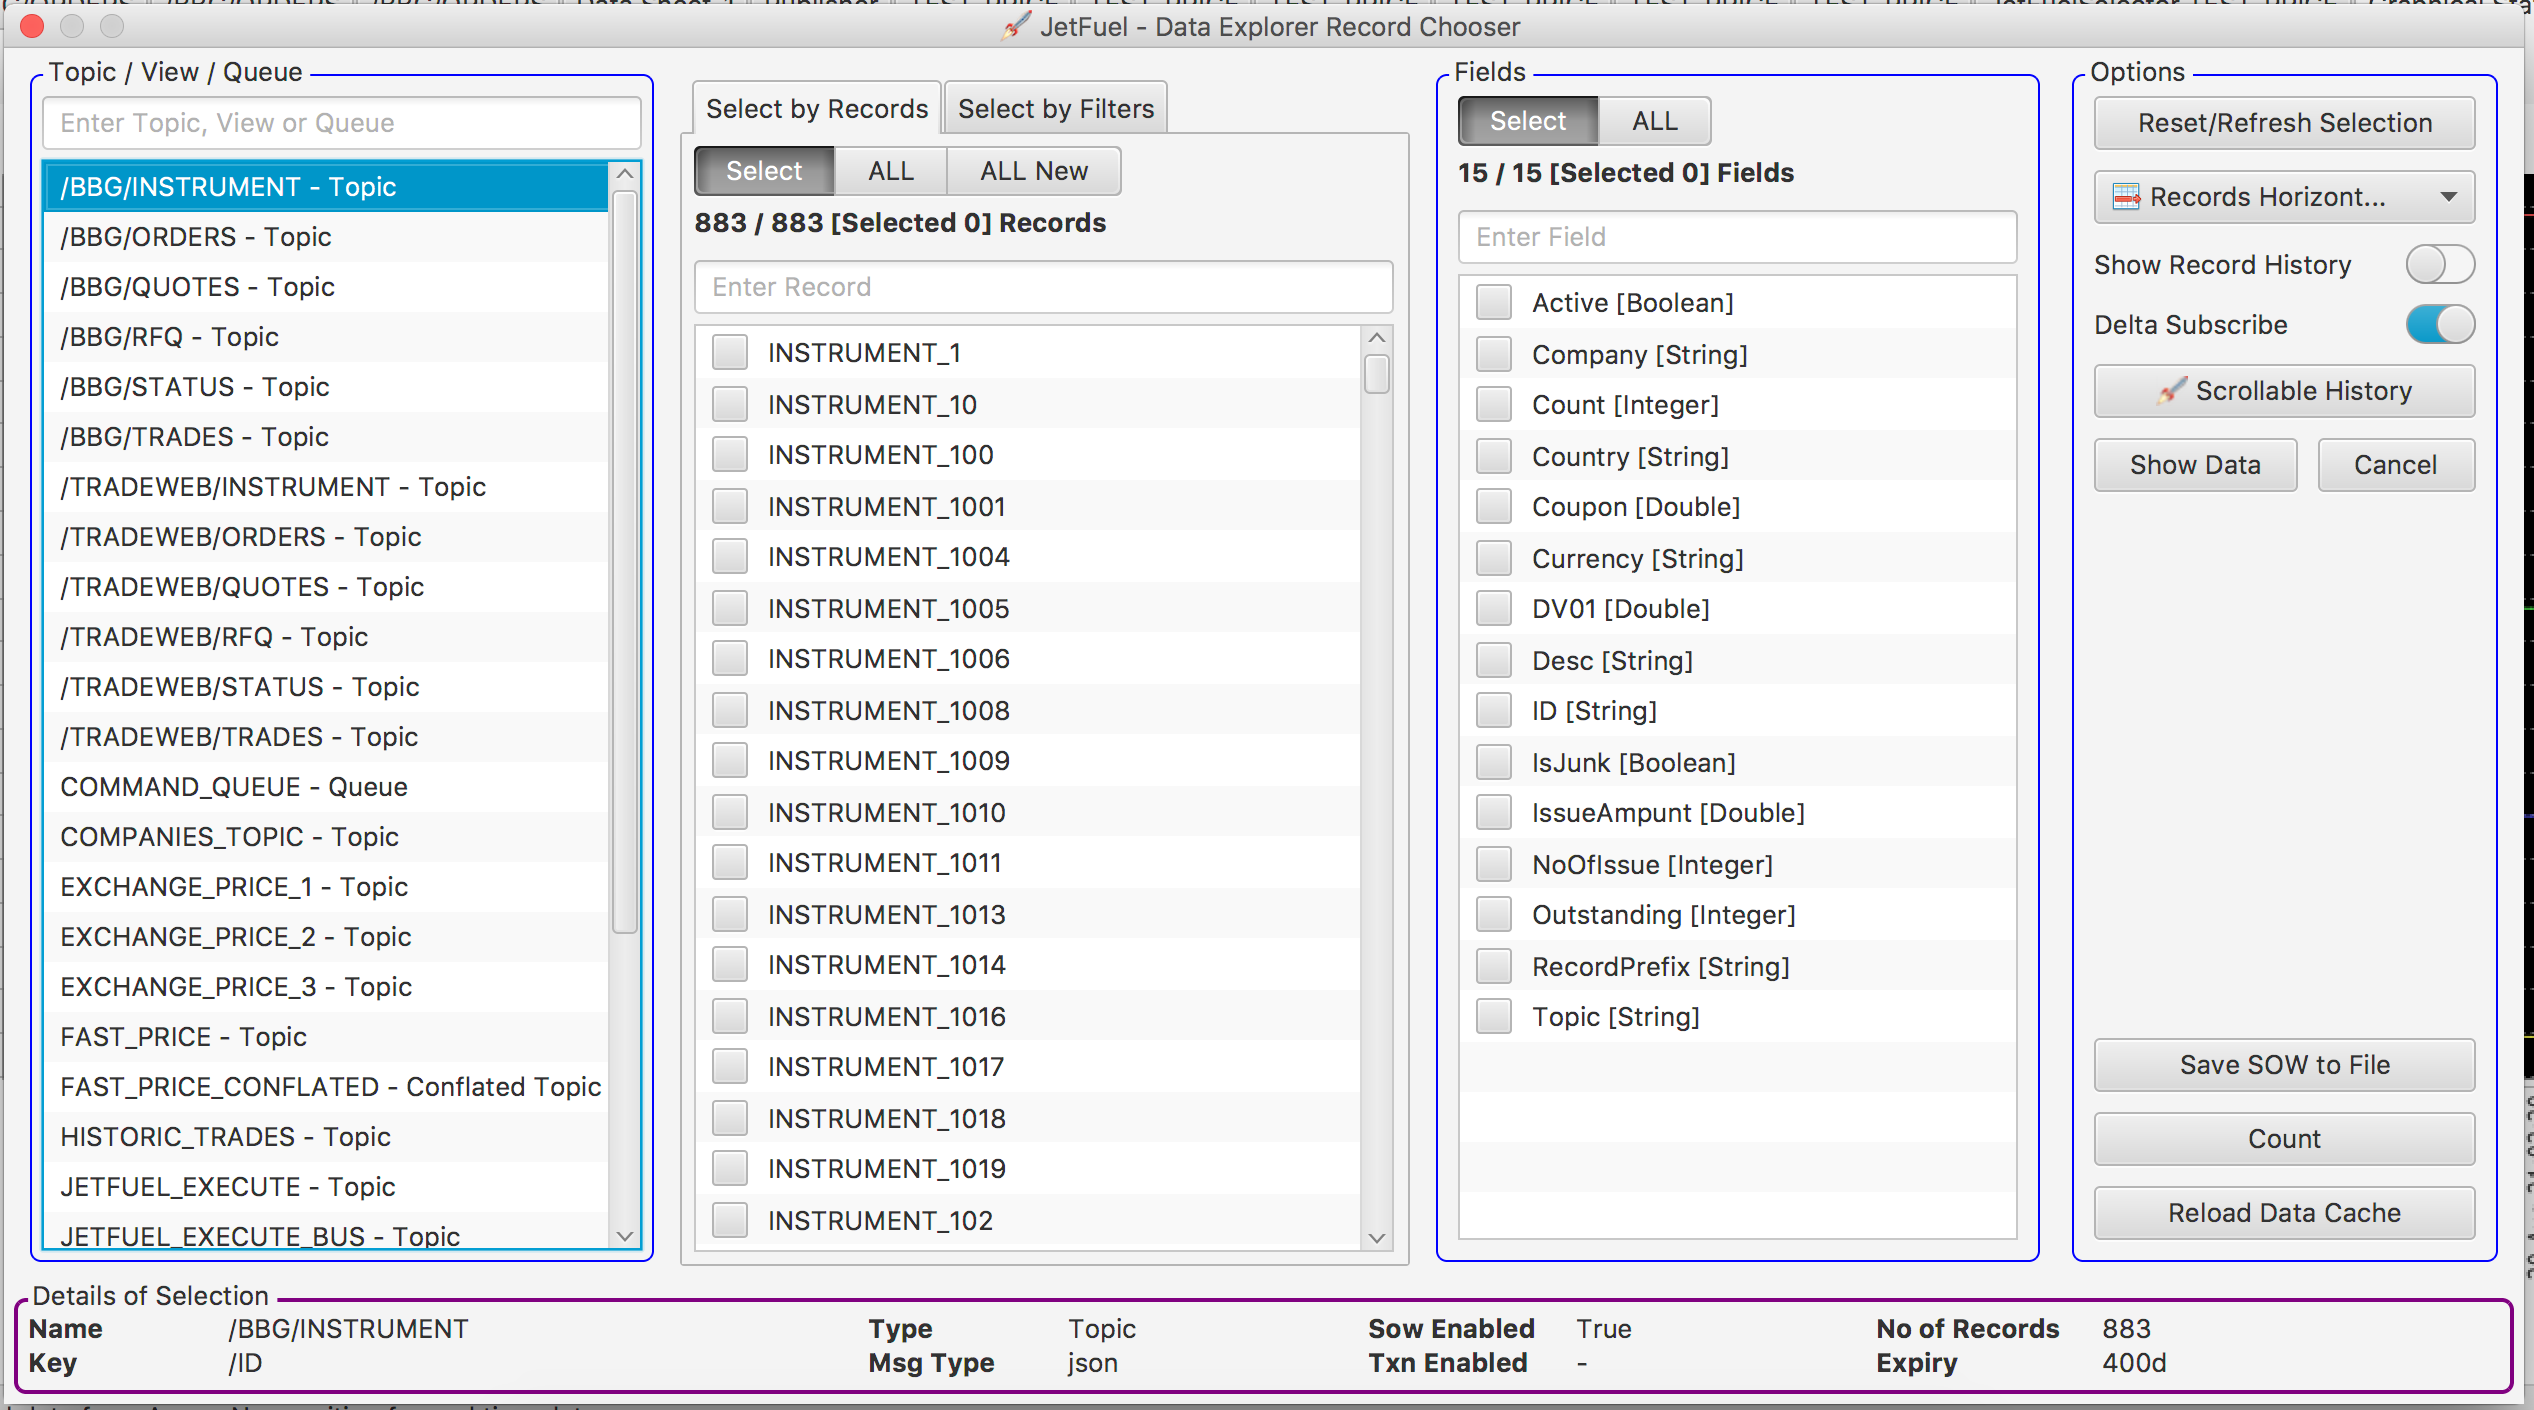 JetFuel - Data Explorer Record Chooser
Topic / View / Queue
Enter Topic, View or Queue
/BBG/INSTRUMENT - Topic
/BBG/ORDERS - Topic
/BBG/QUOTES - Topic
/BBG/RFQ - Topic
/BBG/STATUS - Topic
/BBG/TRADES - Topic
/TRADEWEB/INSTRUMENT - Topic
/TRADEWEB/ORDERS - Topic
/TRADEWEB/QUOTES - Topic
/TRADEWEB/RFQ - Topic
/TRADEWEB/STATUS - Topic
/TRADEWEB/TRADES - Topic
COMMAND_QUEUE - Queue
COMPANIES_TOPIC - Topic
EXCHANGE_PRICE_1 - Topic
EXCHANGE_PRICE_2 - Topic
EXCHANGE_PRICE_3 - Topic
FAST_PRICE - Topic
FAST_PRICE_CONFLATED - Conflated Topic
HISTORIC_TRADES - Topic
JETFUEL_EXECUTE - Topic
JETFUEL_EXECUTE_BUS - Topic
Select by Records
Select by Filters
Select
ALL
ALL New
883 / 883 [Selected 0] Records
Enter Record
INSTRUMENT_1
INSTRUMENT_10
INSTRUMENT_100
INSTRUMENT_1001
INSTRUMENT_1004
INSTRUMENT_1005
INSTRUMENT_1006
INSTRUMENT_1008
INSTRUMENT_1009
INSTRUMENT_1010
INSTRUMENT_1011
INSTRUMENT_1013
INSTRUMENT_1014
INSTRUMENT_1016
INSTRUMENT_1017
INSTRUMENT_1018
INSTRUMENT_1019
INSTRUMENT_102
Fields
Select
ALL
15 / 15 [Selected 0] Fields
Enter Field
Active [Boolean]
Company [String]
Count [Integer]
Country [String]
Coupon [Double]
Currency [String]
DV01 [Double]
Desc [String]
ID [String]
IsJunk [Boolean]
IssueAmpunt [Double]
NoOfIssue [Integer]
Outstanding [Integer]
RecordPrefix [String]
Topic [String]
Options
Reset/Refresh Selection
Records Horizont...
Show Record History
Delta Subscribe
Scrollable History
Show Data
Cancel
Save SOW to File
Count
Reload Data Cache
Details of Selection
Name /BBG/INSTRUMENT Type Topic Sow Enabled True No of Records 883
Key /ID Msg Type json Txn Enabled - Expiry 400d